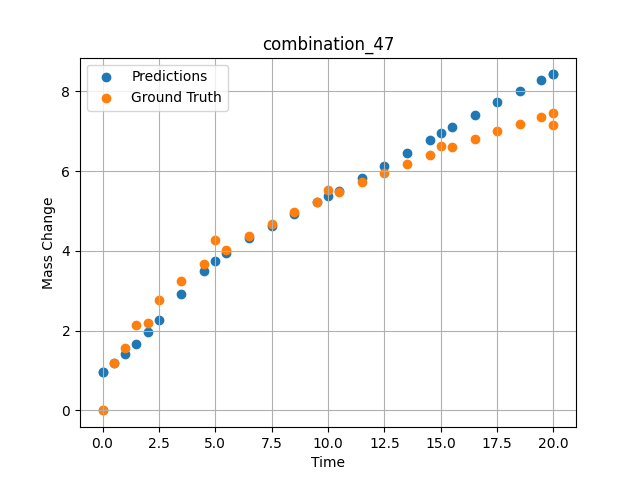 combination_47
Predictions
Ground Truth
Mass Change
8
6
4
2
0
0.0 2.5 5.0 7.5 10.0 12.5 15.0 17.5 20.0
Time